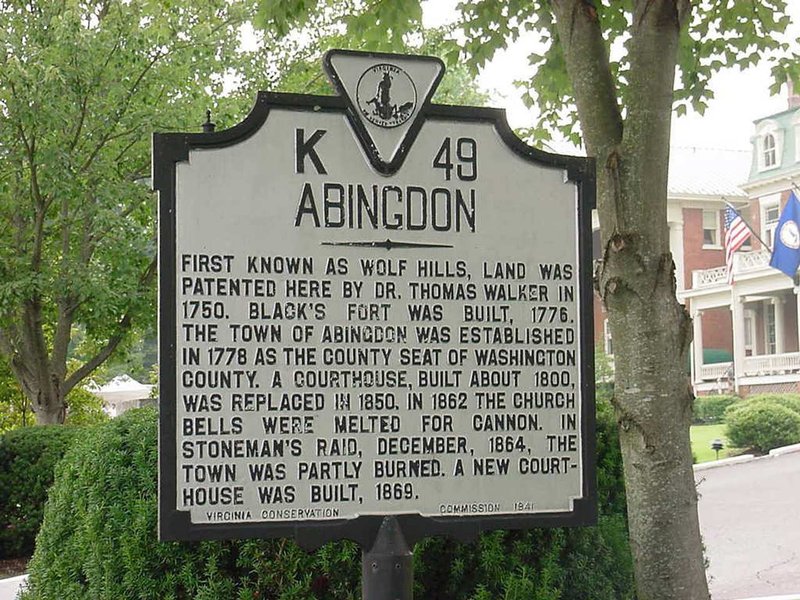 VIRGINIA
K 49
ABINGDON
FIRST KNOWN AS WOLF HILLS, LAND WAS
PATENTED HERE BY DR. THOMAS WALKER IN
1750. BLACK'S FORT WAS BUILT, 1776.
THE TOWN OF ABINGDON WAS ESTABLISHED
IN 1778 AS THE COUNTY SEAT OF WASHINGTON
COUNTY. A COURTHOUSE, BUILT ABOUT 1800,
WAS REPLACED IN 1850. IN 1862 THE CHURCH
BELLS WERE MELTED FOR CANNON. IN
STONEMAN'S RAID, DECEMBER, 1864, THE
TOWN WAS PARTLY BURNED. A NEW COURT-
HOUSE WAS BUILT, 1869.
VIRGINIA CONSERVATION COMMISSION 1941